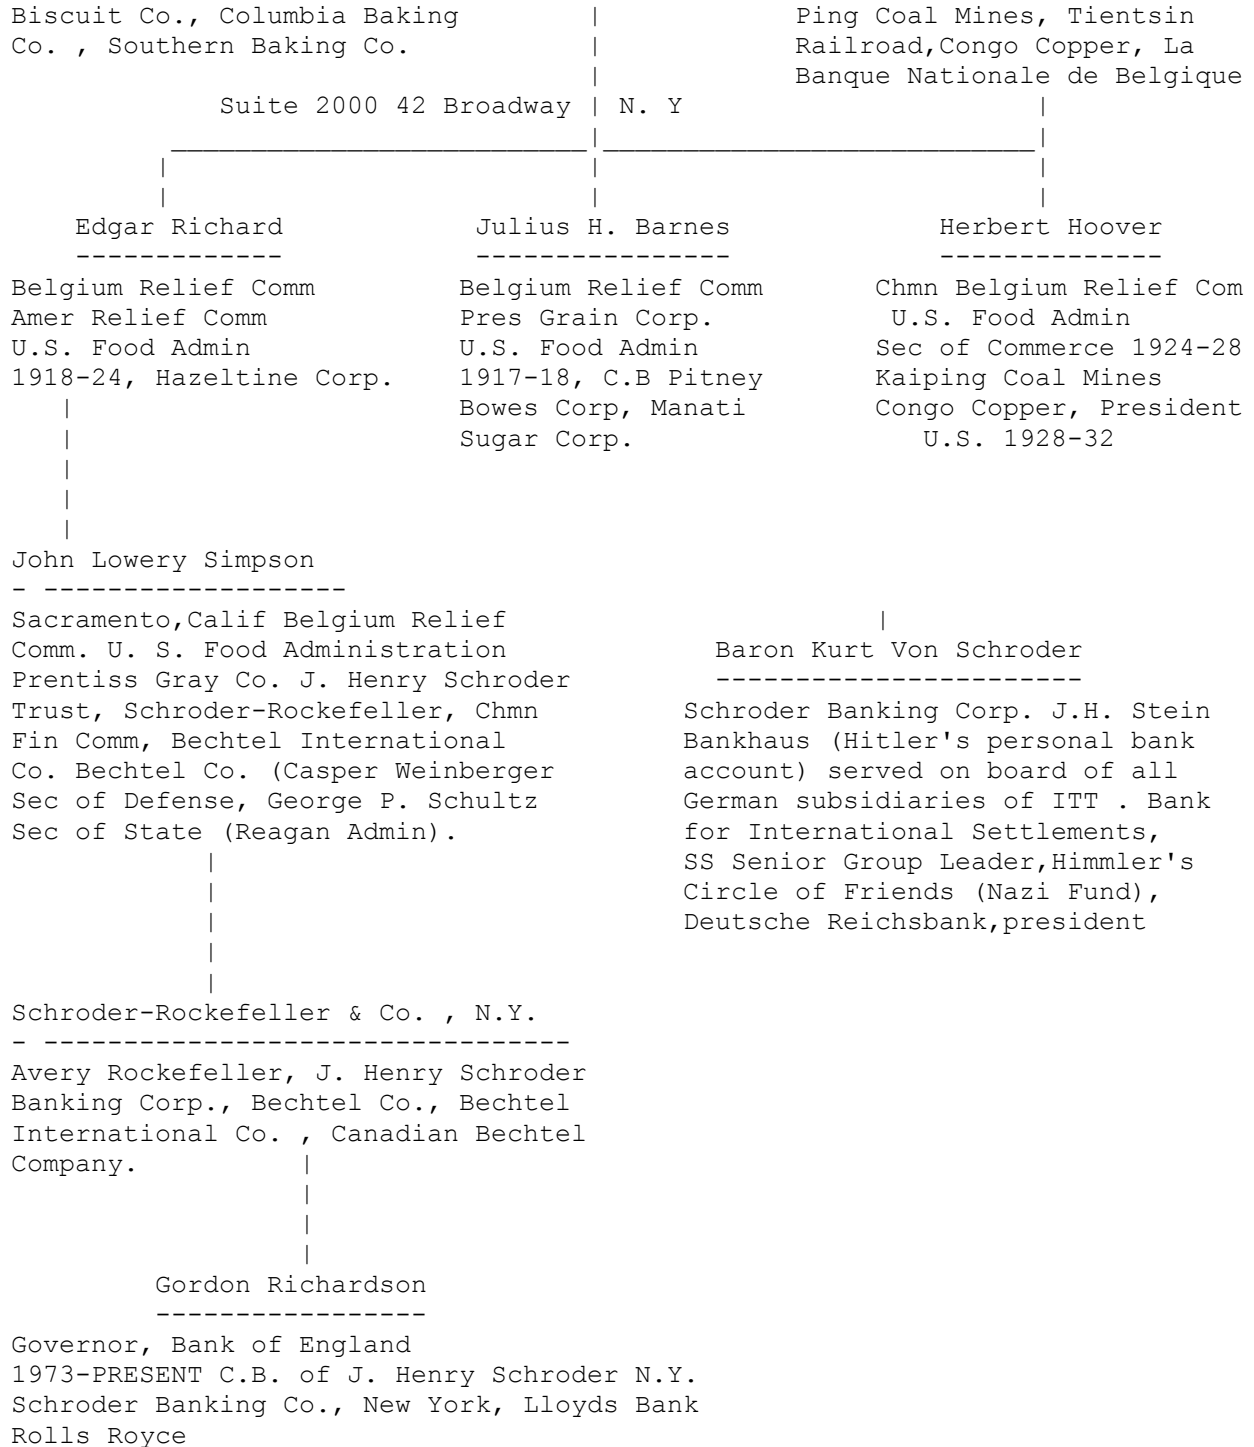 Biscuit Co., Columbia Baking | Ping Coal Mines, Tientsin
Co. , Southern Baking Co. | Railroad,Congo Copper, La
| Banque Nationale de Belgique
Suite 2000 42 Broadway | N. Y |
__________________________|___________________________|
| | |
| | |
Edgar Richard Julius H. Barnes Herbert Hoover
------------- ---------------- --------------
Belgium Relief Comm Belgium Relief Comm Chmn Belgium Relief Com
Amer Relief Comm Pres Grain Corp. U.S. Food Admin
U.S. Food Admin U.S. Food Admin Sec of Commerce 1924-28
1918-24, Hazeltine Corp. 1917-18, C.B Pitney Kaiping Coal Mines
| Bowes Corp, Manati Congo Copper, President
| Sugar Corp. U.S. 1928-32
|
|
|
John Lowery Simpson
- -------------------
Sacramento,Calif Belgium Relief |
Comm. U. S. Food Administration Baron Kurt Von Schroder
Prentiss Gray Co. J. Henry Schroder -----------------------
Trust, Schroder-Rockefeller, Chmn Schroder Banking Corp. J.H. Stein
Fin Comm, Bechtel International Bankhaus (Hitler's personal bank
Co. Bechtel Co. (Casper Weinberger account) served on board of all
Sec of Defense, George P. Schultz German subsidiaries of ITT . Bank
Sec of State (Reagan Admin). for International Settlements,
| SS Senior Group Leader,Himmler's
| Circle of Friends (Nazi Fund),
| Deutsche Reichsbank,president
|
|
Schroder-Rockefeller & Co. , N.Y.
- ---------------------------------
Avery Rockefeller, J. Henry Schroder
Banking Corp., Bechtel Co., Bechtel
International Co. , Canadian Bechtel
Company. |
|
|
|
Gordon Richardson
-----------------
Governor, Bank of England
1973-PRESENT C.B. of J. Henry Schroder N.Y.
Schroder Banking Co., New York, Lloyds Bank
Rolls Royce